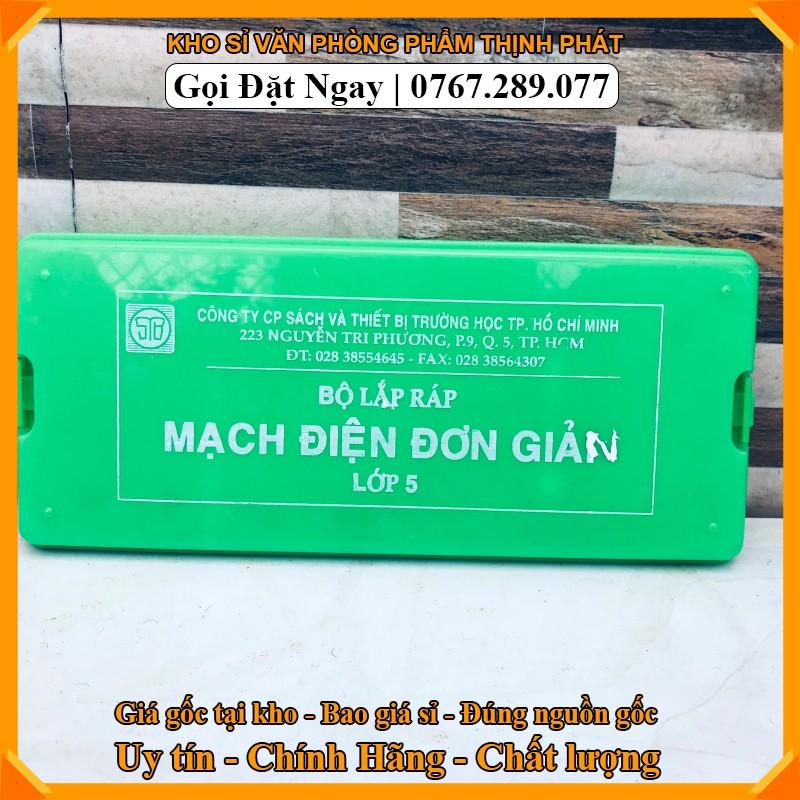 KHO SỈ VĂN PHÒNG PHẨM THỊNH PHÁT
Gọi Đặt Ngay | 0767.289.077
CÔNG TY CP SÁCH VÀ THIẾT BỊ TRƯỜNG HỌC TP. HỒ CHÍ MINH
223 NGUYỄN TRI PHƯƠNG, P.9, Q. 5, TP. HCM
ĐT: 028 38554645 - FAX: 028 38564307
BỘ LẮP RÁP
MẠCH ĐIỆN ĐƠN GIẢN
LỚP 5
Giá gốc tại kho - Bao giá sỉ - Đúng nguồn gốc
Uy tín - Chính Hãng - Chất lượng